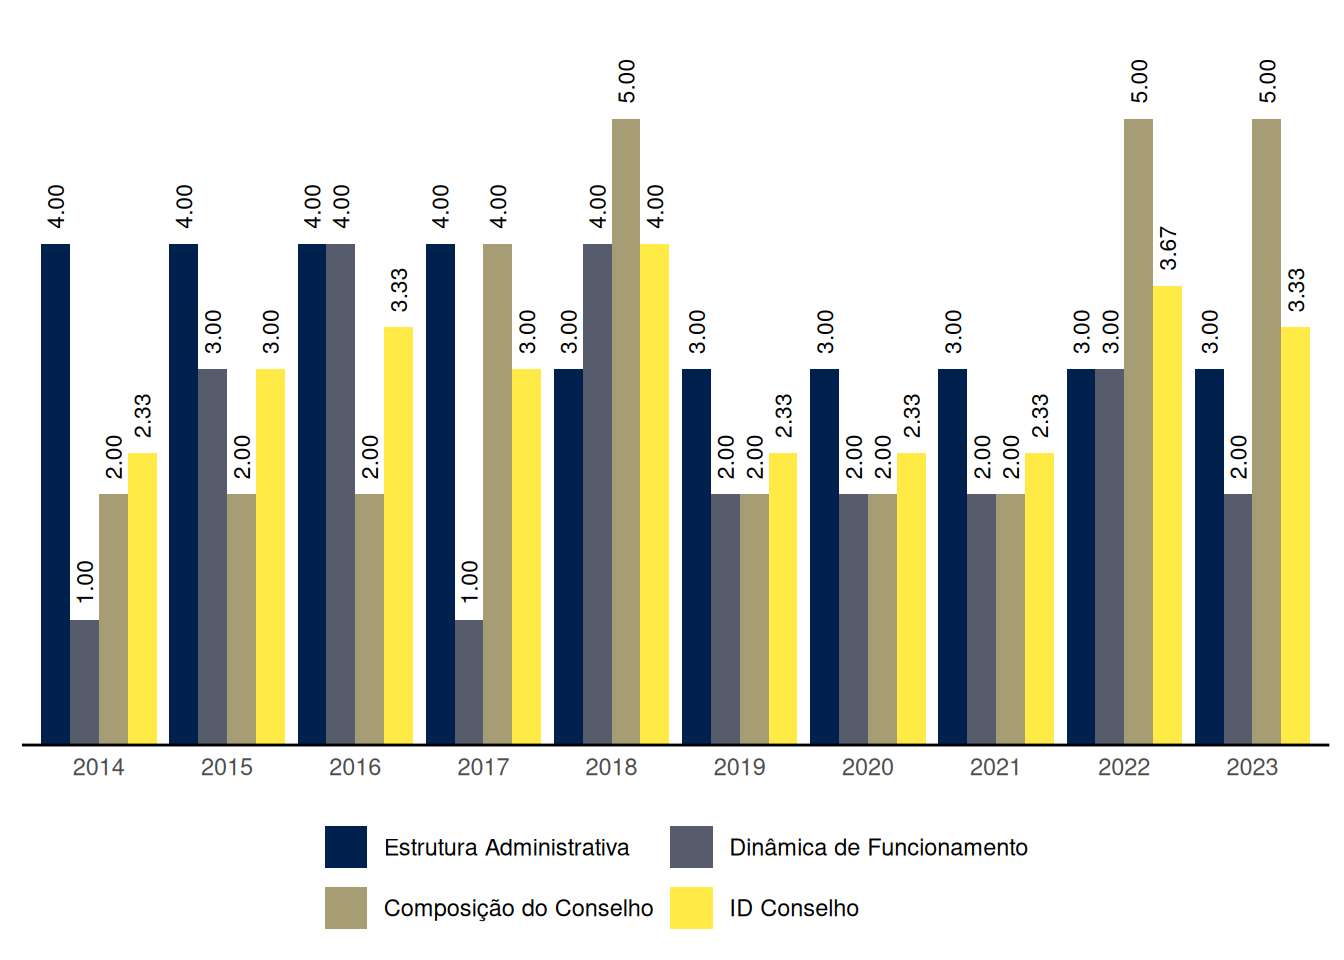 5.00 5.00 5.00
4.00 4.00 4.00 4.00 4.00 4.00 4.00 4.00
3.67
3.33 3.33
3.00 3.00 3.00 3.00 3.00 3.00 3.00 3.00 3.00 3.00
2.33 2.33 2.33 2.33
2.00 2.00 2.00 2.00 2.00 2.00 2.00 2.00 2.00 2.00
1.00 1.00
2014 2015 2016 2017 2018 2019 2020 2021 2022 2023
Estrutura Administrativa Dinâmica de Funcionamento
Composição do Conselho ID Conselho